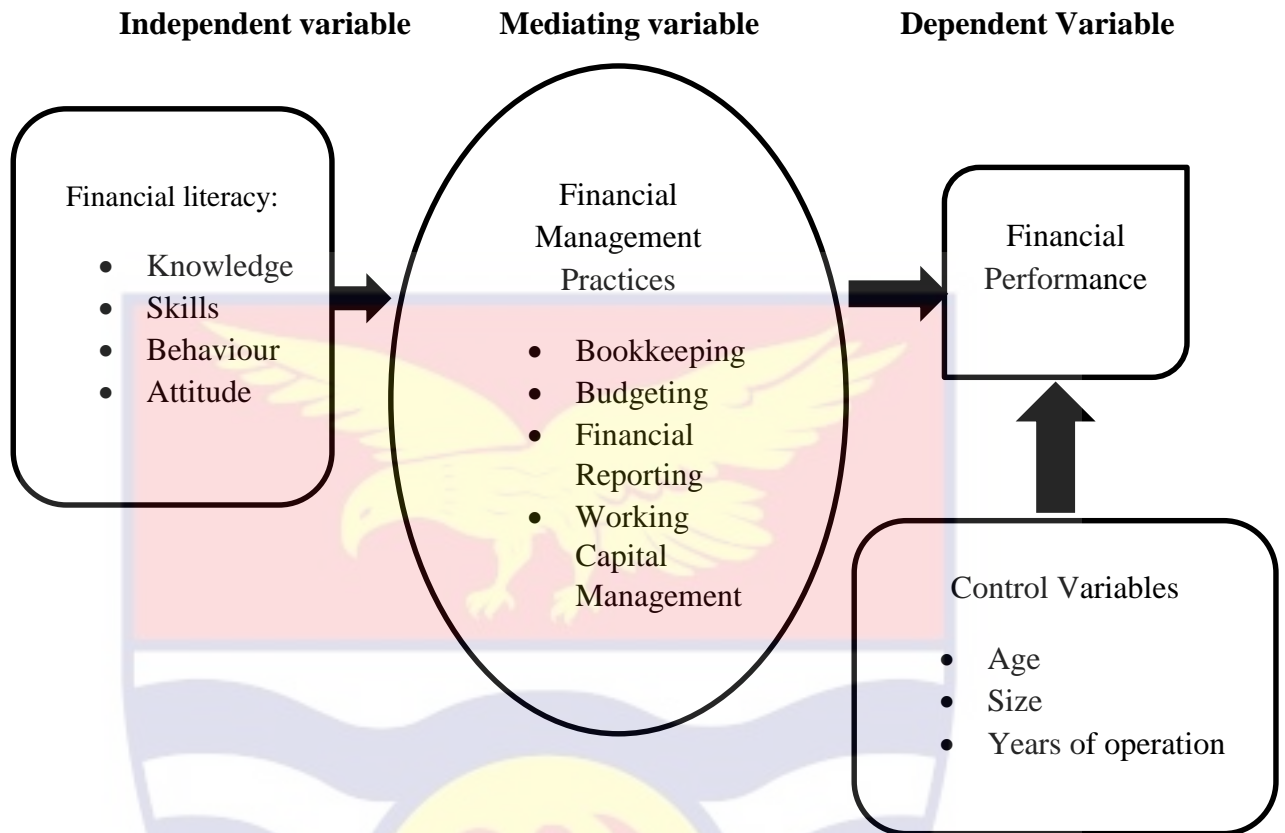 Independent variable
Mediating variable
Dependent Variable
Financial literacy:
• Knowledge
• Skills
• Behaviour
• Attitude
Financial
Management
Practices
• Bookkeeping
• Budgeting
• Financial
Reporting
• Working
Capital
Management
Financial
Performance
Control Variables
• Age
• Size
• Years of operation